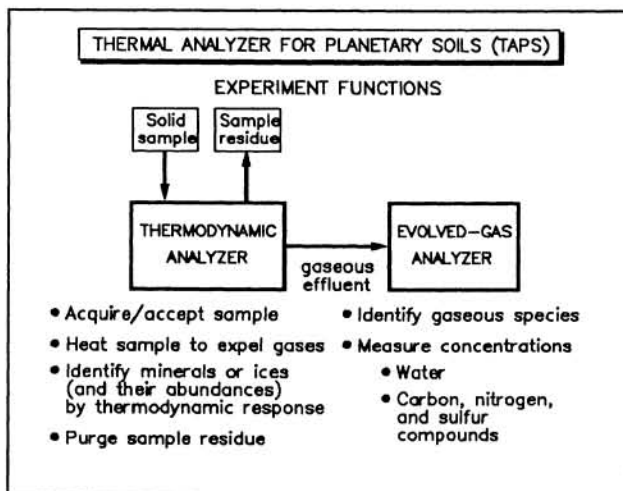 THERMAL ANALYZER FOR PLANETARY SOILS (TAPS)
EXPERIMENT FUNCTIONS
Solid
sample
Sample
residue
THERMODYNAMIC
ANALYZER
gaseous
effluent
EVOLVED-GAS
ANALYZER
• Acquire/accept sample
• Heat sample to expel gases
• Identify minerals or ices
(and their abundances)
by thermodynamic response
• Purge sample residue
• Identify gaseous species
• Measure concentrations
• Water
• Carbon, nitrogen,
and sulfur
compounds